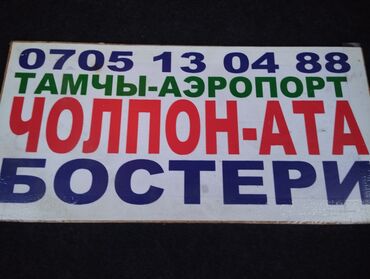 0705 13 04 88
ТАМЧЫ-АЭРОПОРТ
ЧОЛПОН-АТА
БОСТЕРИ